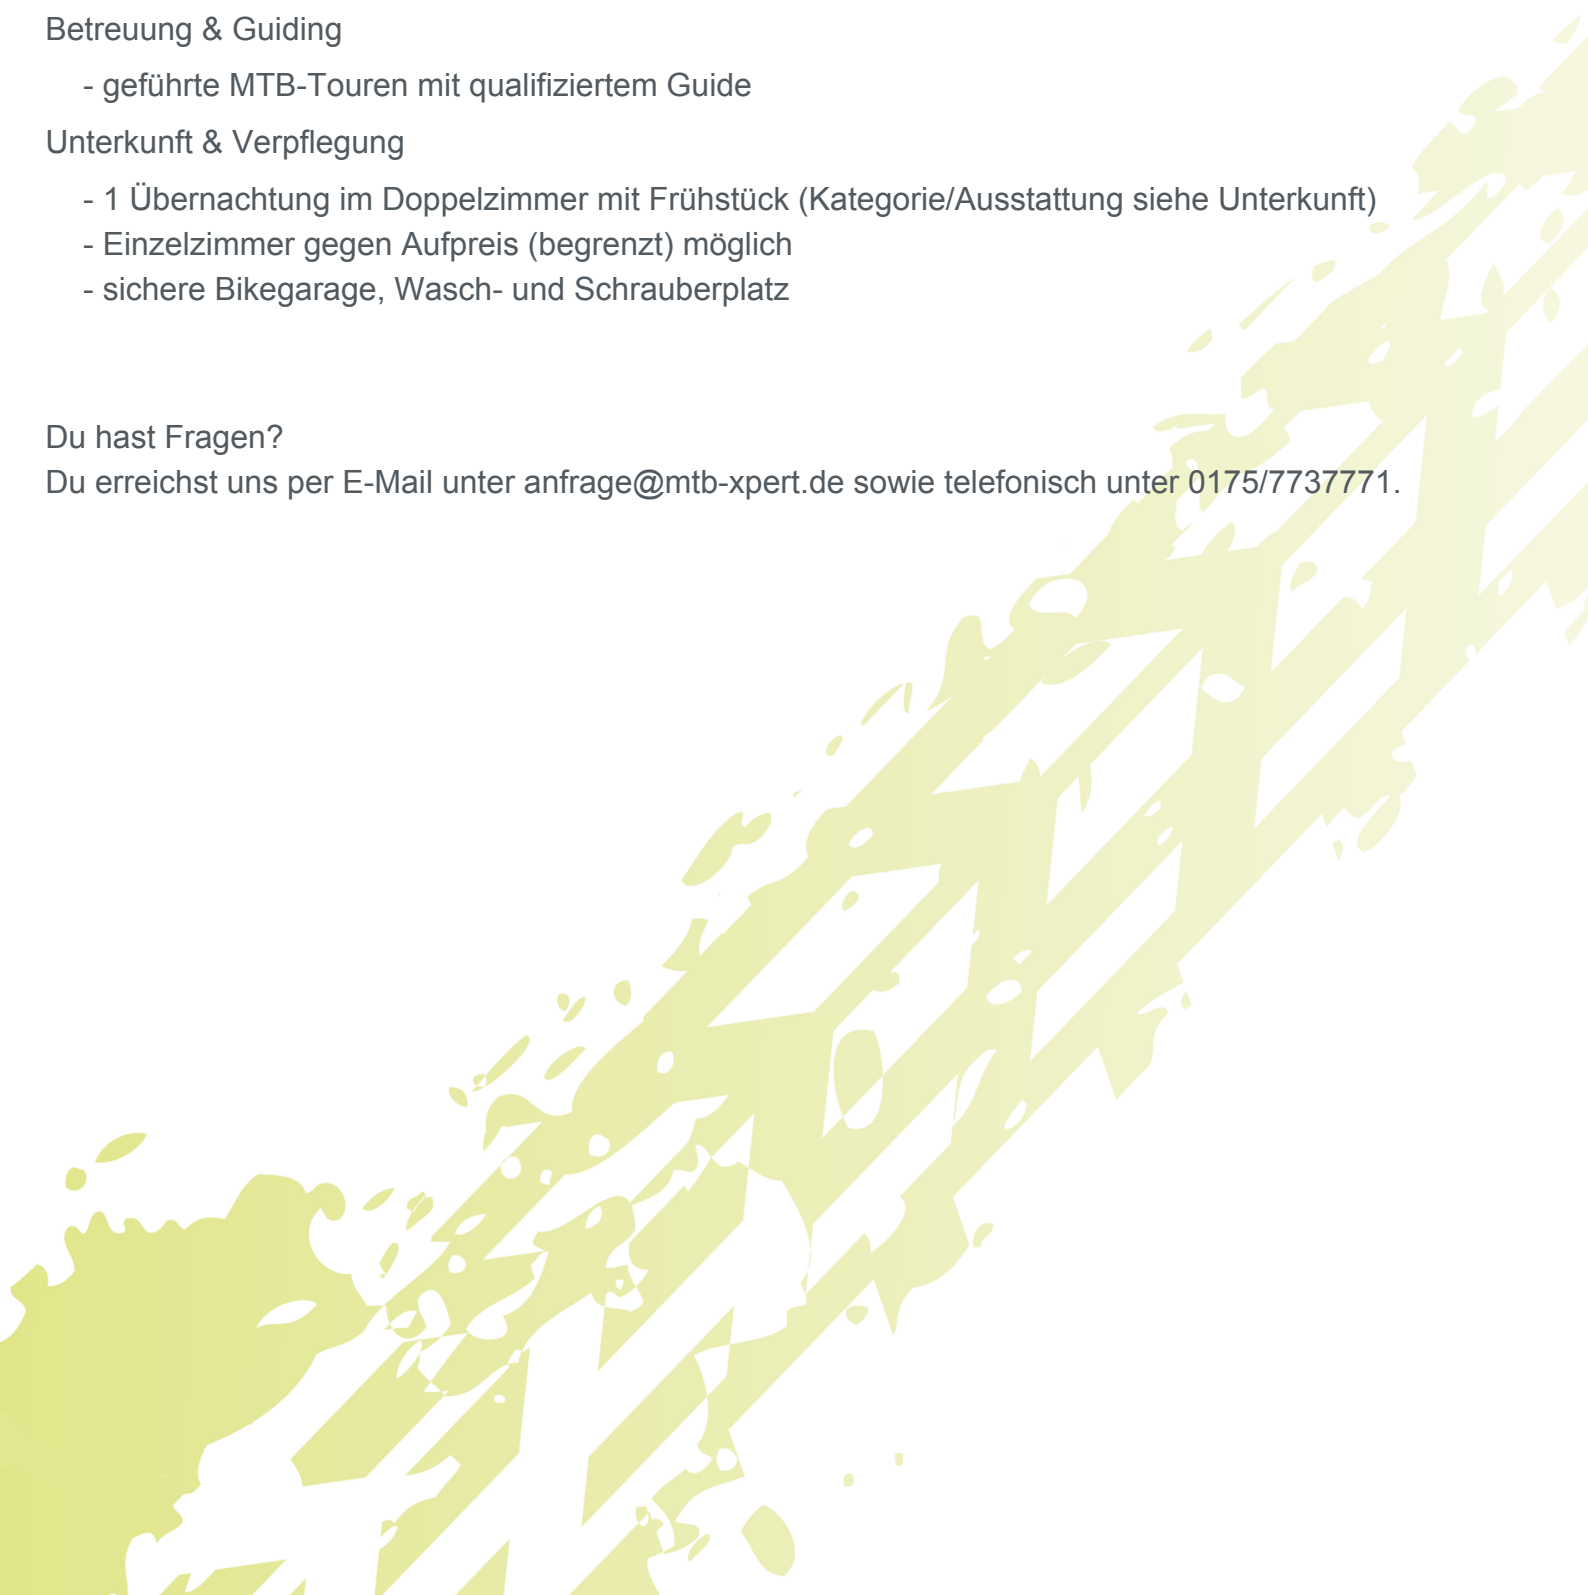 Betreuung & Guiding
- geführte MTB-Touren mit qualifiziertem Guide
Unterkunft & Verpflegung
- 1 Übernachtung im Doppelzimmer mit Frühstück (Kategorie/Ausstattung siehe Unterkunft)
- Einzelzimmer gegen Aufpreis (begrenzt) möglich
- sichere Bikegarage, Wasch- und Schrauberplatz
Du hast Fragen?
Du erreichst uns per E-Mail unter anfrage@mtb-xpert.de sowie telefonisch unter 0175/7737771.